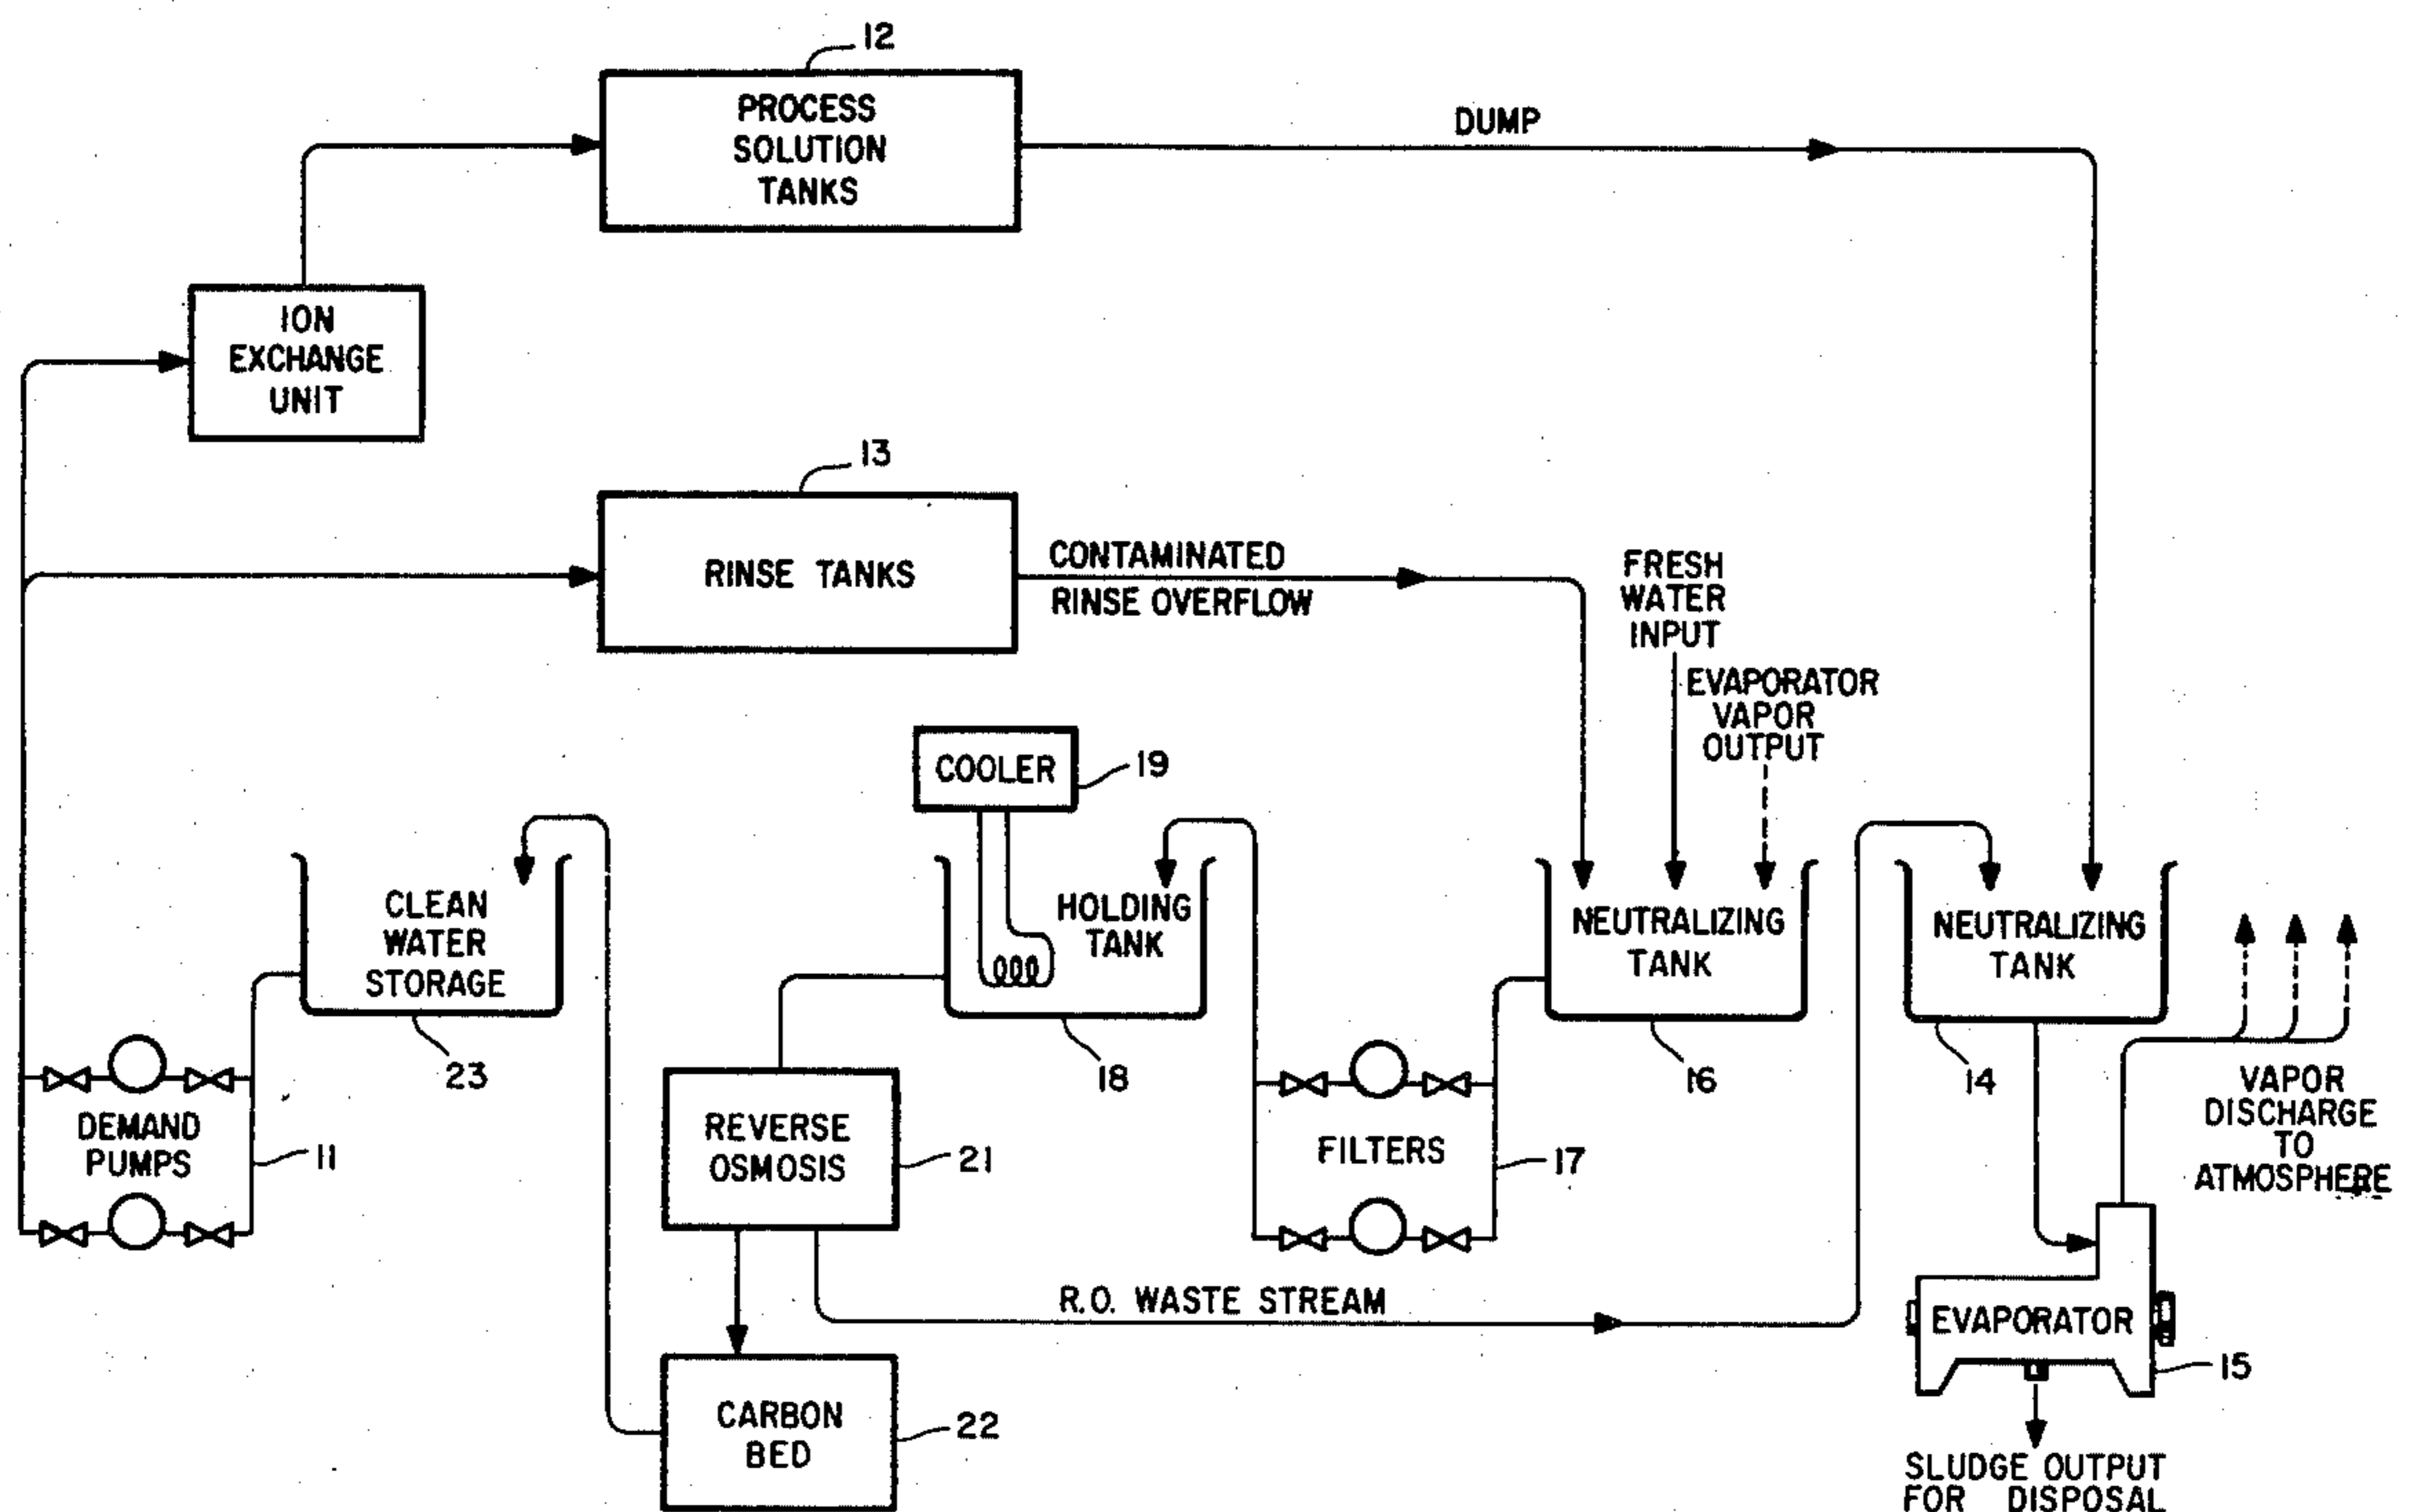 12
PROCESS
SOLUTION
TANKS
DUMP
ION
EXCHANGE
UNIT
13
RINSE TANKS
CONTAMINATED
RINSE OVERFLOW
FRESH
WATER
INPUT
EVAPORATOR
VAPOR
OUTPUT
COOLER
19
CLEAN
WATER
STORAGE
23
HOLDING
TANK
18
NEUTRALIZING
TANK
16
NEUTRALIZING
TANK
14
VAPOR
DISCHARGE
TO
ATMOSPHERE
DEMAND
PUMPS
11
REVERSE
OSMOSIS
21
FILTERS
17
R.O. WASTE STREAM
EVAPORATOR
15
CARBON
BED
22
SLUDGE OUTPUT
FOR DISPOSAL